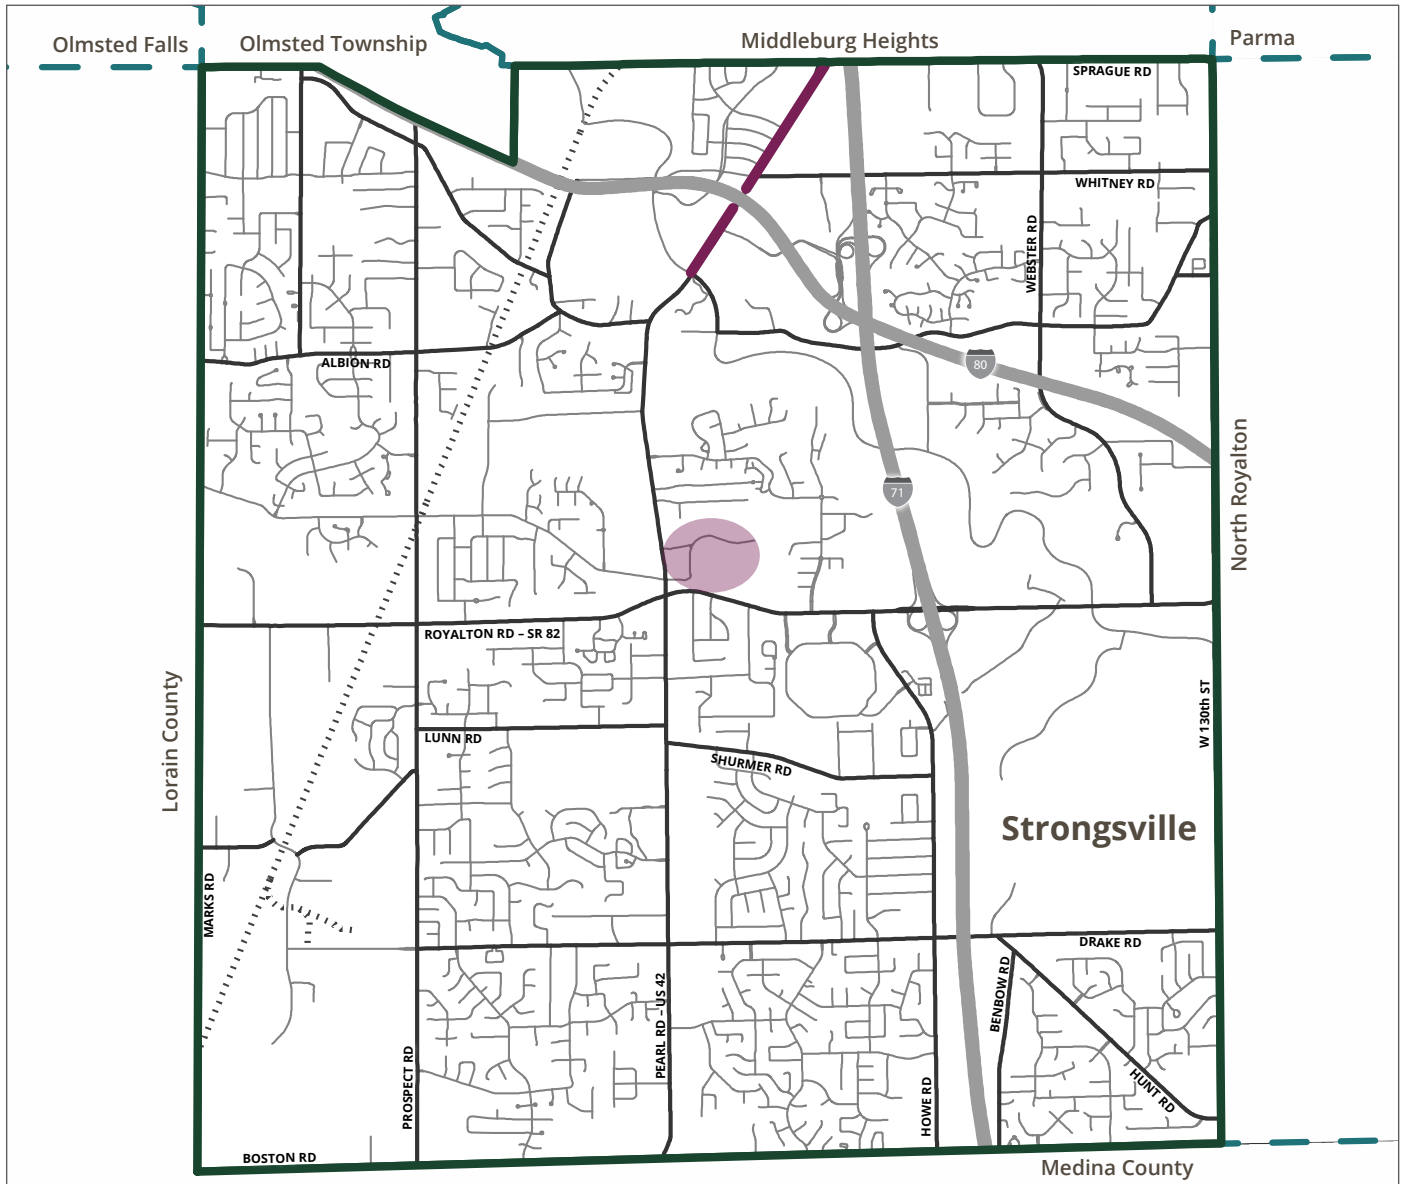 Olmsted Falls
Olmsted Township
Middleburg Heights
Parma
SPRAGUE RD
WHITNEY RD
WEBSTER RD
ALBION RD
80
North Royalton
71
ROYALTON RD – SR 82
Lorain County
W 130th ST
LUNN RD
SHURMER RD
Strongsville
MARKS RD
DRAKE RD
BENBOW RD
PEARL RD – US 42
PROSPECT RD
HOWE RD
HUNT RD
BOSTON RD
Medina County